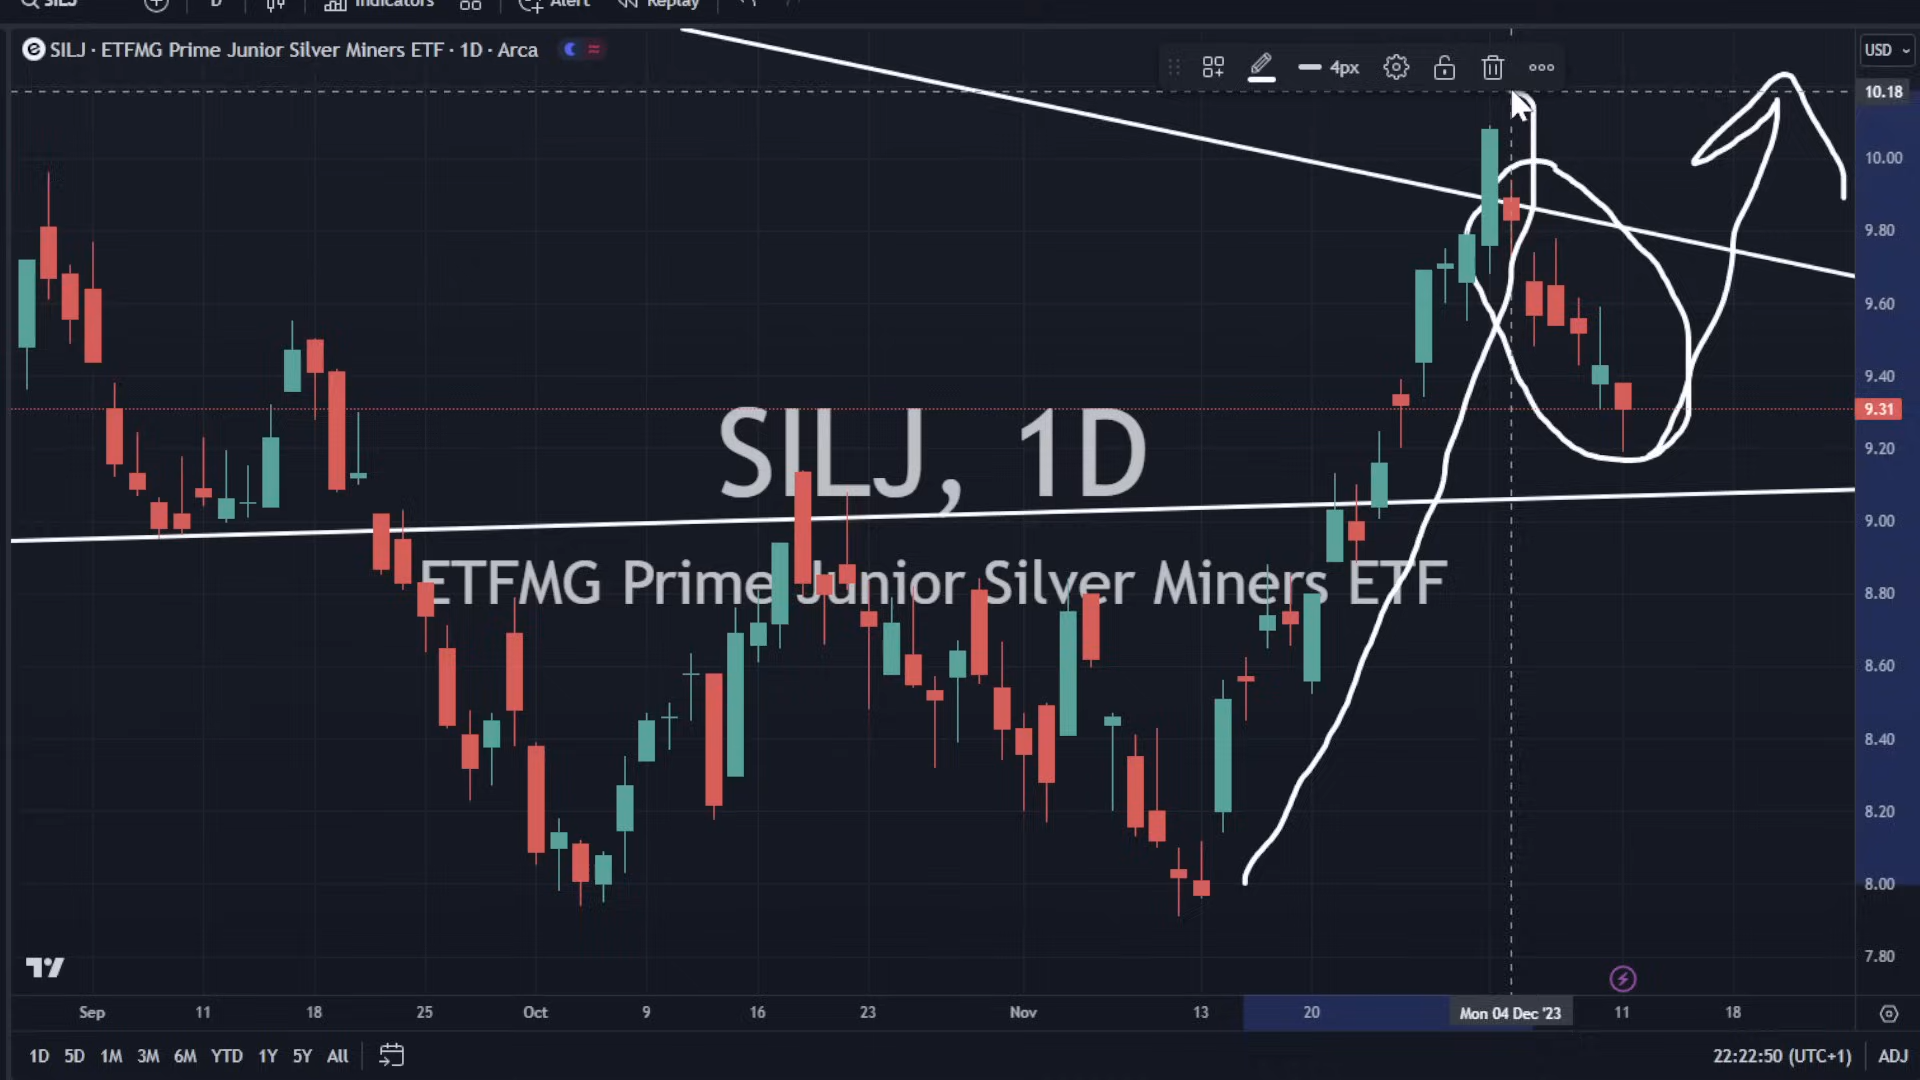 SILJ
D
Indicators
Alert
Replay
SILJ · ETFMG Prime Junior Silver Miners ETF · 1D · Arca
4px
USD
10.18
10.00
9.80
9.60
9.40
9.31
9.20
9.00
8.80
8.60
8.40
8.20
8.00
7.80
SILJ, 1D
ETFMG Prime Junior Silver Miners ETF
Sep 11 18 25 Oct 9 16 23 Nov 13 20 Mon 04 Dec '23 11 18
1D 5D 1M 3M 6M YTD 1Y 5Y All
22:22:50 (UTC+1) ADJ